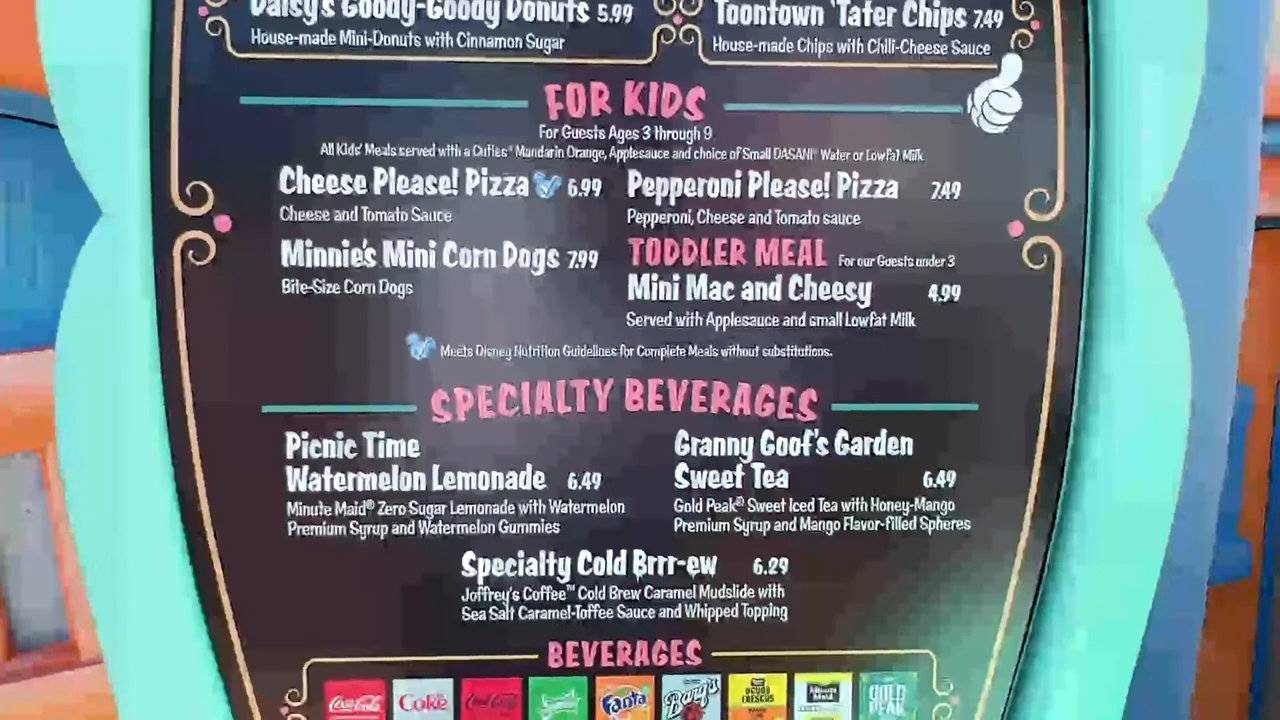 Daisy's Goody-Goody Donuts 5.99
House-made Mini-Donuts with Cinnamon Sugar
Toontown 'Tater Chips 7.49
House-made Chips with Chili-Cheese Sauce
FOR KIDS
For Guests Ages 3 through 9
All Kids' Meals served with a Cuties® Mandarin Orange, Applesauce and choice of Small DASANI® Water or Lowfat Milk
Cheese Please! Pizza 6.99
Cheese and Tomato Sauce
Pepperoni Please! Pizza 7.49
Pepperoni, Cheese and Tomato sauce
Minnie's Mini Corn Dogs 7.99
Bite-Size Corn Dogs
TODDLER MEAL For our Guests under 3
Mini Mac and Cheesy 4.99
Served with Applesauce and small Lowfat Milk
Meets Disney Nutrition Guidelines for Complete Meals without substitutions.
SPECIALTY BEVERAGES
Picnic Time
Watermelon Lemonade 6.49
Minute Maid® Zero Sugar Lemonade with Watermelon
Premium Syrup and Watermelon Gummies
Granny Goof's Garden
Sweet Tea 6.49
Gold Peak® Sweet Iced Tea with Honey-Mango
Premium Syrup and Mango Flavor-filled Spheres
Specialty Cold Brrr-ew 6.29
Joffrey's Coffee™ Cold Brew Caramel Mudslide with
Sea Salt Caramel-Toffee Sauce and Whipped Topping
BEVERAGES
Coca-Cola
Coke
Coca-Cola
Fanta
Barq's
Minute Maid
GOLD PEAK